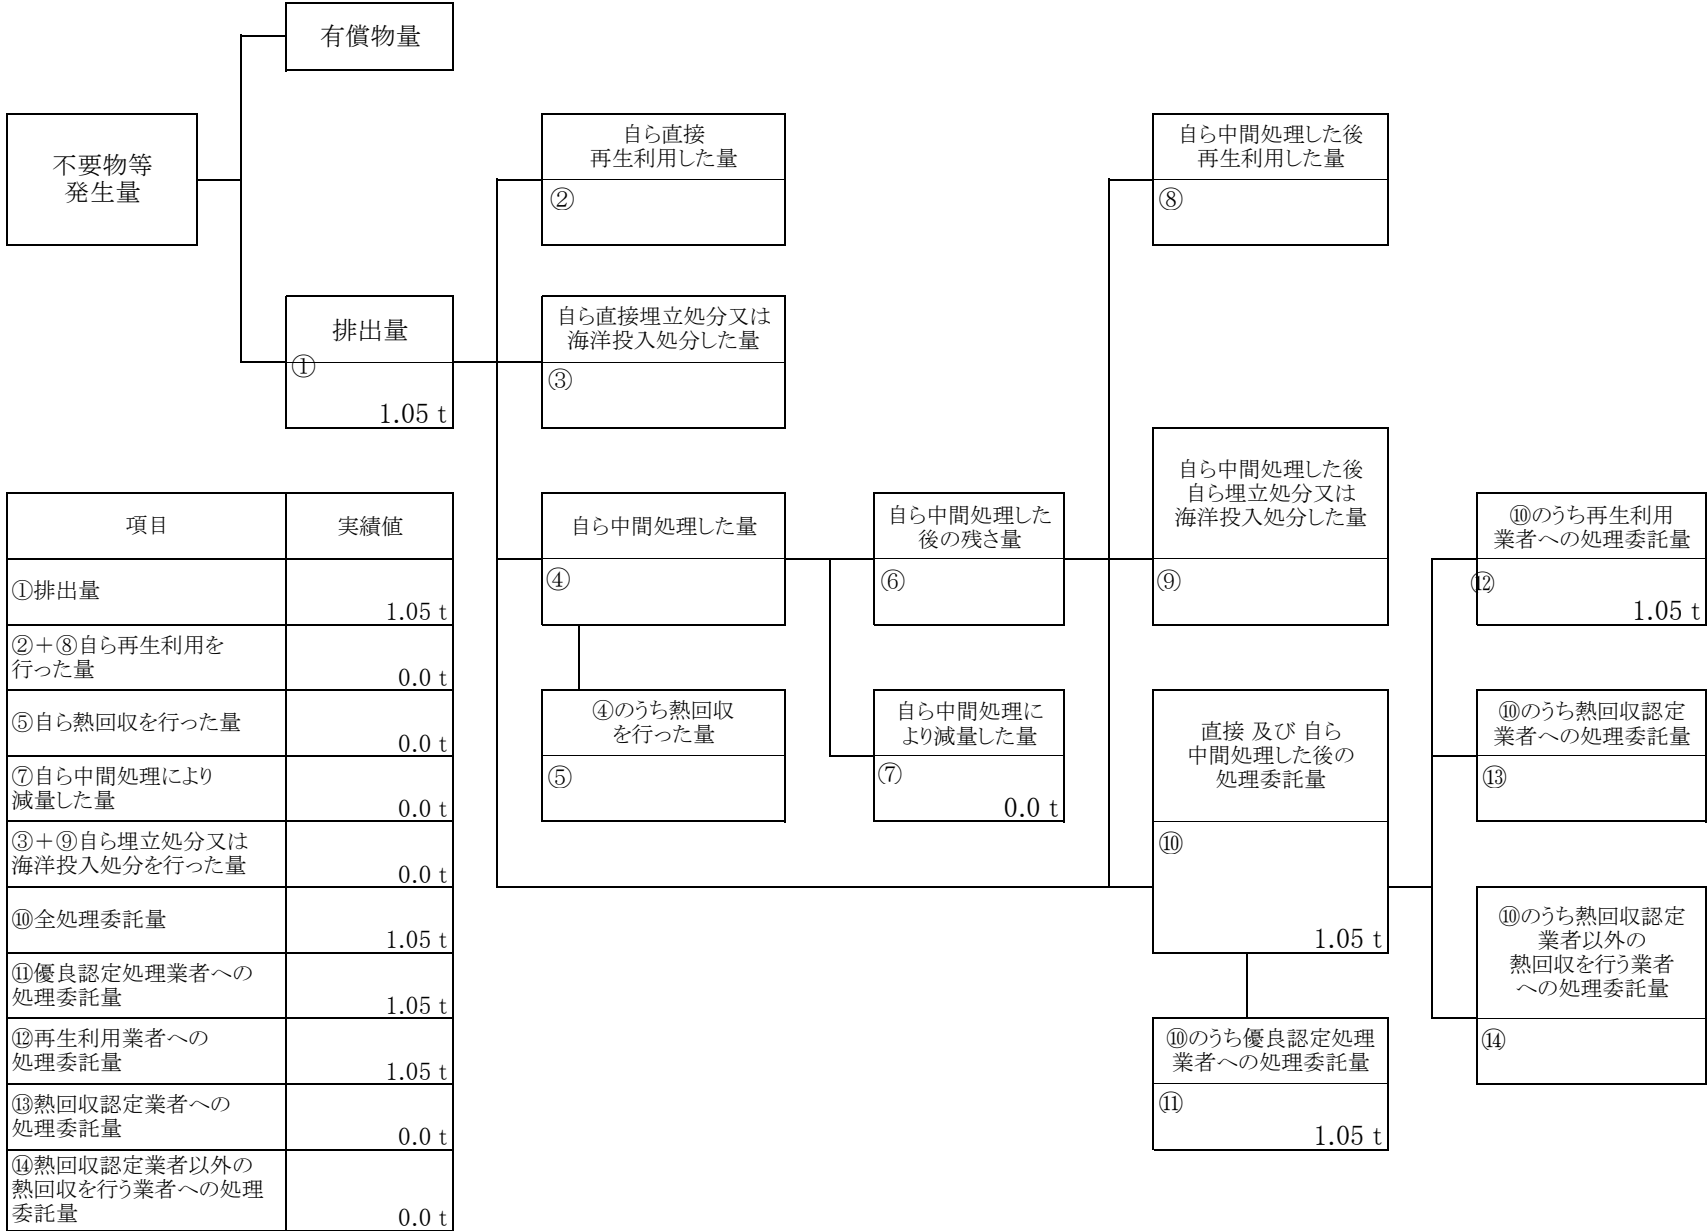 有償物量
不要物等
発生量
自ら直接
再生利用した量
②
自ら中間処理した後
再生利用した量
⑧
排出量
①
1.05 t
自ら直接埋立処分又は
海洋投入処分した量
③
自ら中間処理した量
④
自ら中間処理した
後の残さ量
⑥
自ら中間処理した後
自ら埋立処分又は
海洋投入処分した量
⑨
⑩のうち再生利用
業者への処理委託量
⑫
1.05 t
④のうち熱回収
を行った量
⑤
自ら中間処理に
より減量した量
⑦
0.0 t
直接 及び 自ら
中間処理した後の
処理委託量
⑩
1.05 t
⑩のうち熱回収認定
業者への処理委託量
⑬
⑩のうち熱回収認定
業者以外の
熱回収を行う業者
への処理委託量
⑭
⑩のうち優良認定処理
業者への処理委託量
⑪
1.05 t
項目 実績値
①排出量
1.05 t
②+⑧自ら再生利用を
行った量
0.0 t
⑤自ら熱回収を行った量
0.0 t
⑦自ら中間処理により
減量した量
0.0 t
③+⑨自ら埋立処分又は
海洋投入処分を行った量
0.0 t
⑩全処理委託量
1.05 t
⑪優良認定処理業者への
処理委託量
1.05 t
⑫再生利用業者への
処理委託量
1.05 t
⑬熱回収認定業者への
処理委託量
0.0 t
⑭熱回収認定業者以外の
熱回収を行う業者への処理
委託量
0.0 t